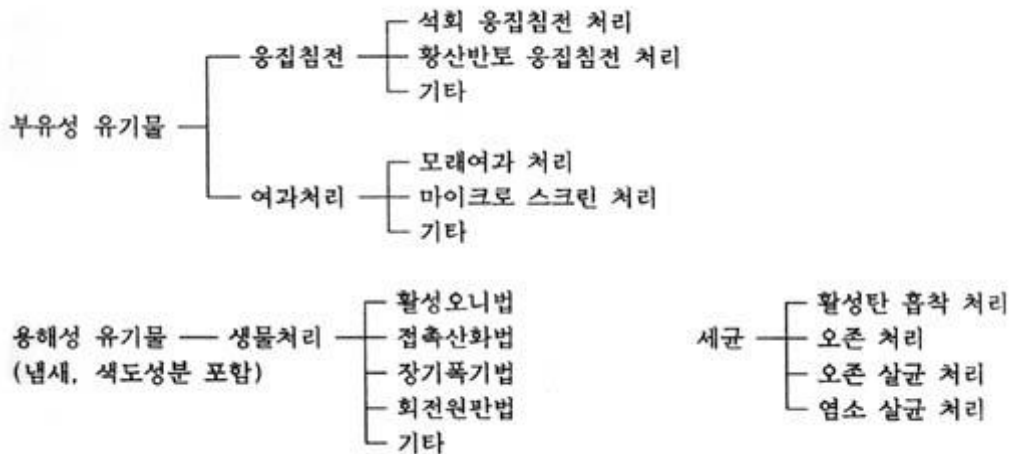 석회 응집침전 처리
응집침전 황산반토 응집침전 처리
기타
부유성 유기물
모래여과 처리
여과처리 마이크로 스크린 처리
기타
활성오니법 활성탄 흡착 처리
용해성 유기물 생물처리 접촉산화법 세균 오존 처리
(냄새, 색도성분 포함) 장기폭기법 오존 살균 처리
회전원판법 염소 살균 처리
기타